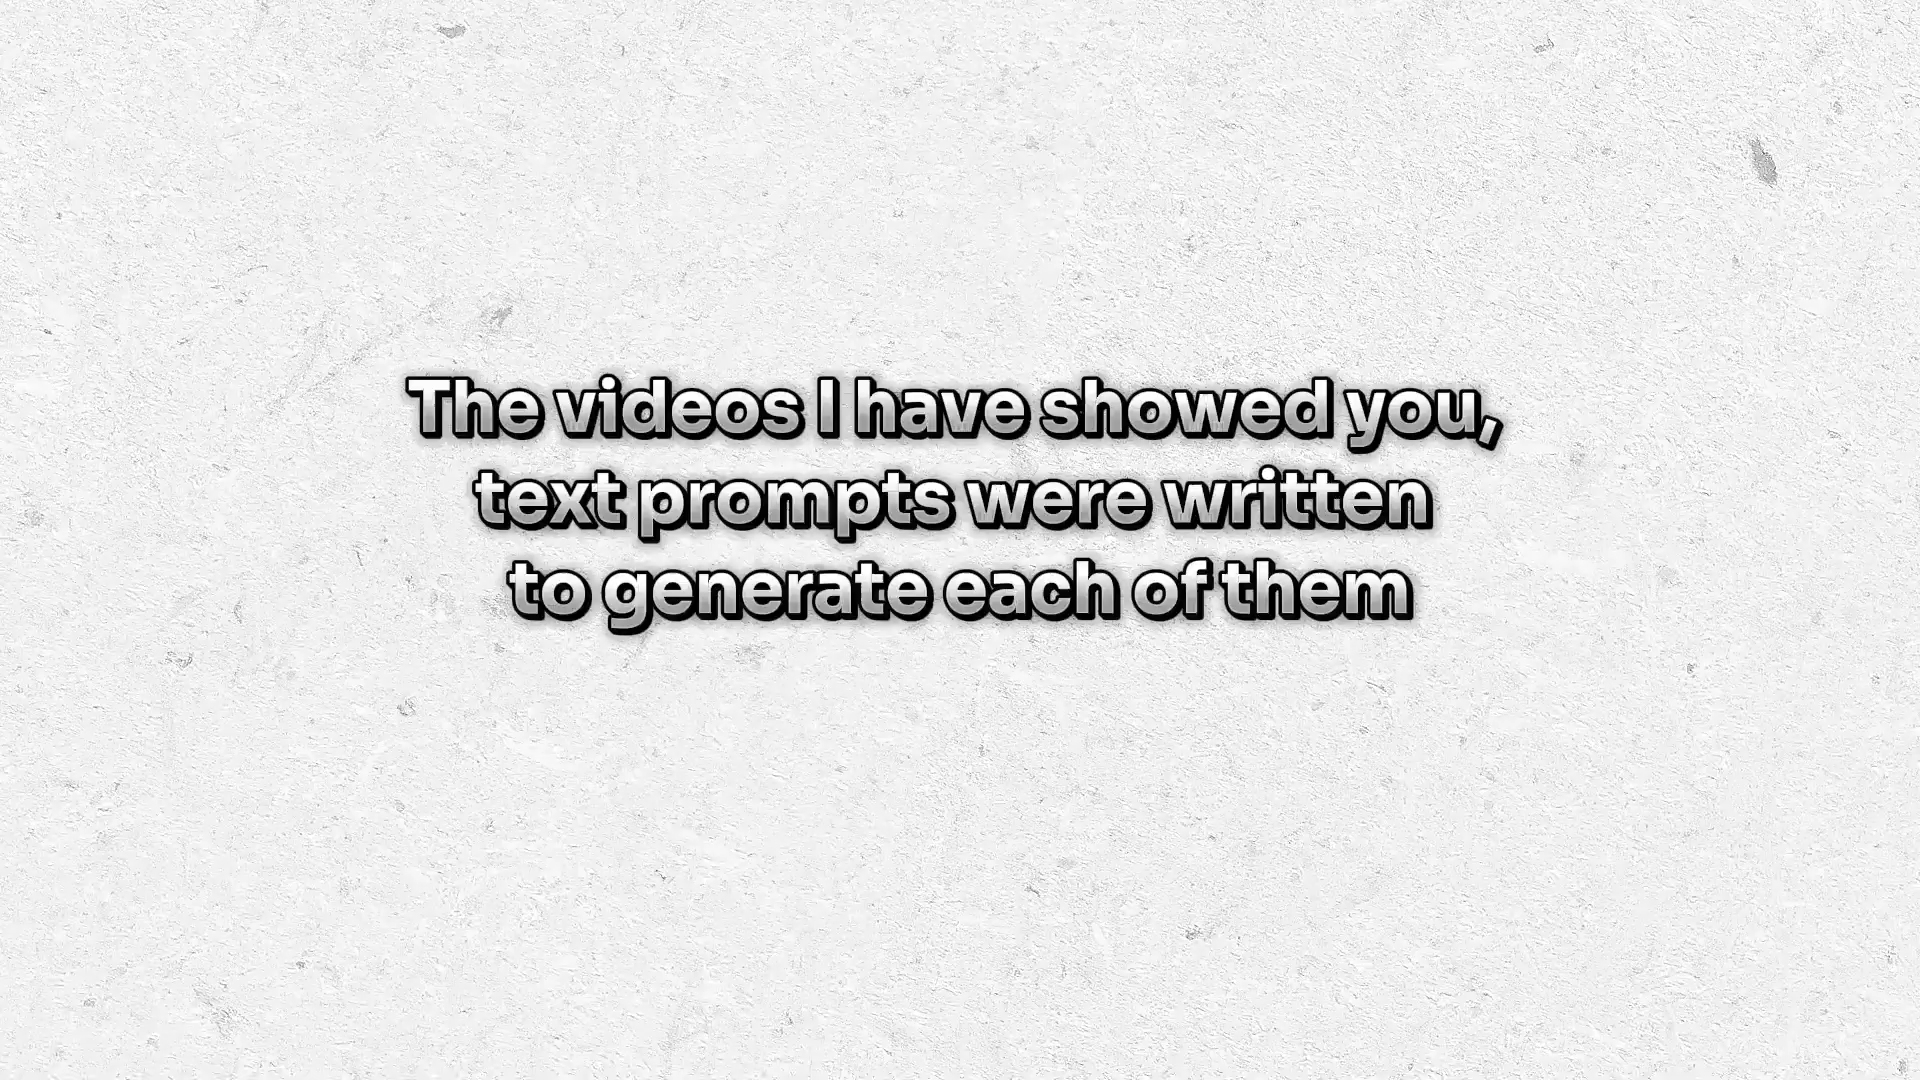 The videos I have showed you,
text prompts were written
to generate each of them